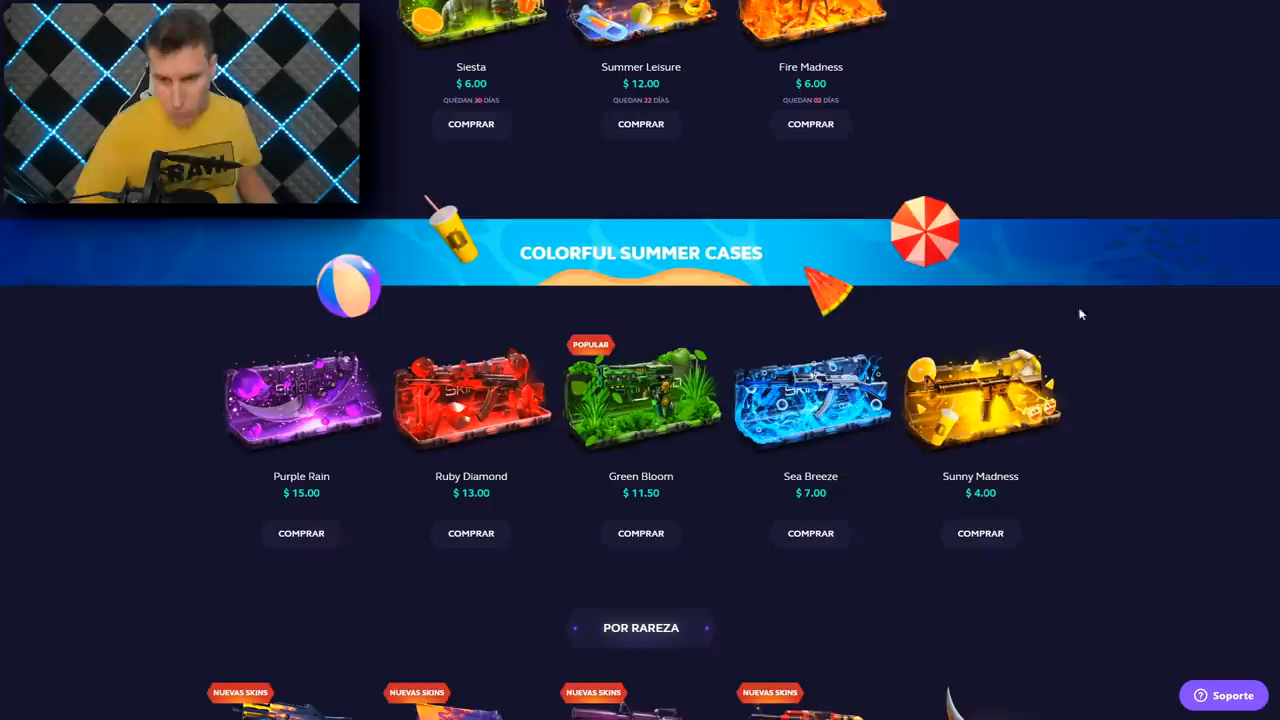 Siesta
$ 6.00
QUEDAN 30 DÍAS
COMPRAR
Summer Leisure
$ 12.00
QUEDAN 22 DÍAS
COMPRAR
Fire Madness
$ 6.00
QUEDAN 02 DÍAS
COMPRAR
RAW
COLORFUL SUMMER CASES
Purple Rain
$ 15.00
COMPRAR
Ruby Diamond
$ 13.00
COMPRAR
POPULAR
Green Bloom
$ 11.50
COMPRAR
Sea Breeze
$ 7.00
COMPRAR
Sunny Madness
$ 4.00
COMPRAR
POR RAREZA
NUEVAS SKINS
NUEVAS SKINS
NUEVAS SKINS
NUEVAS SKINS
Soporte